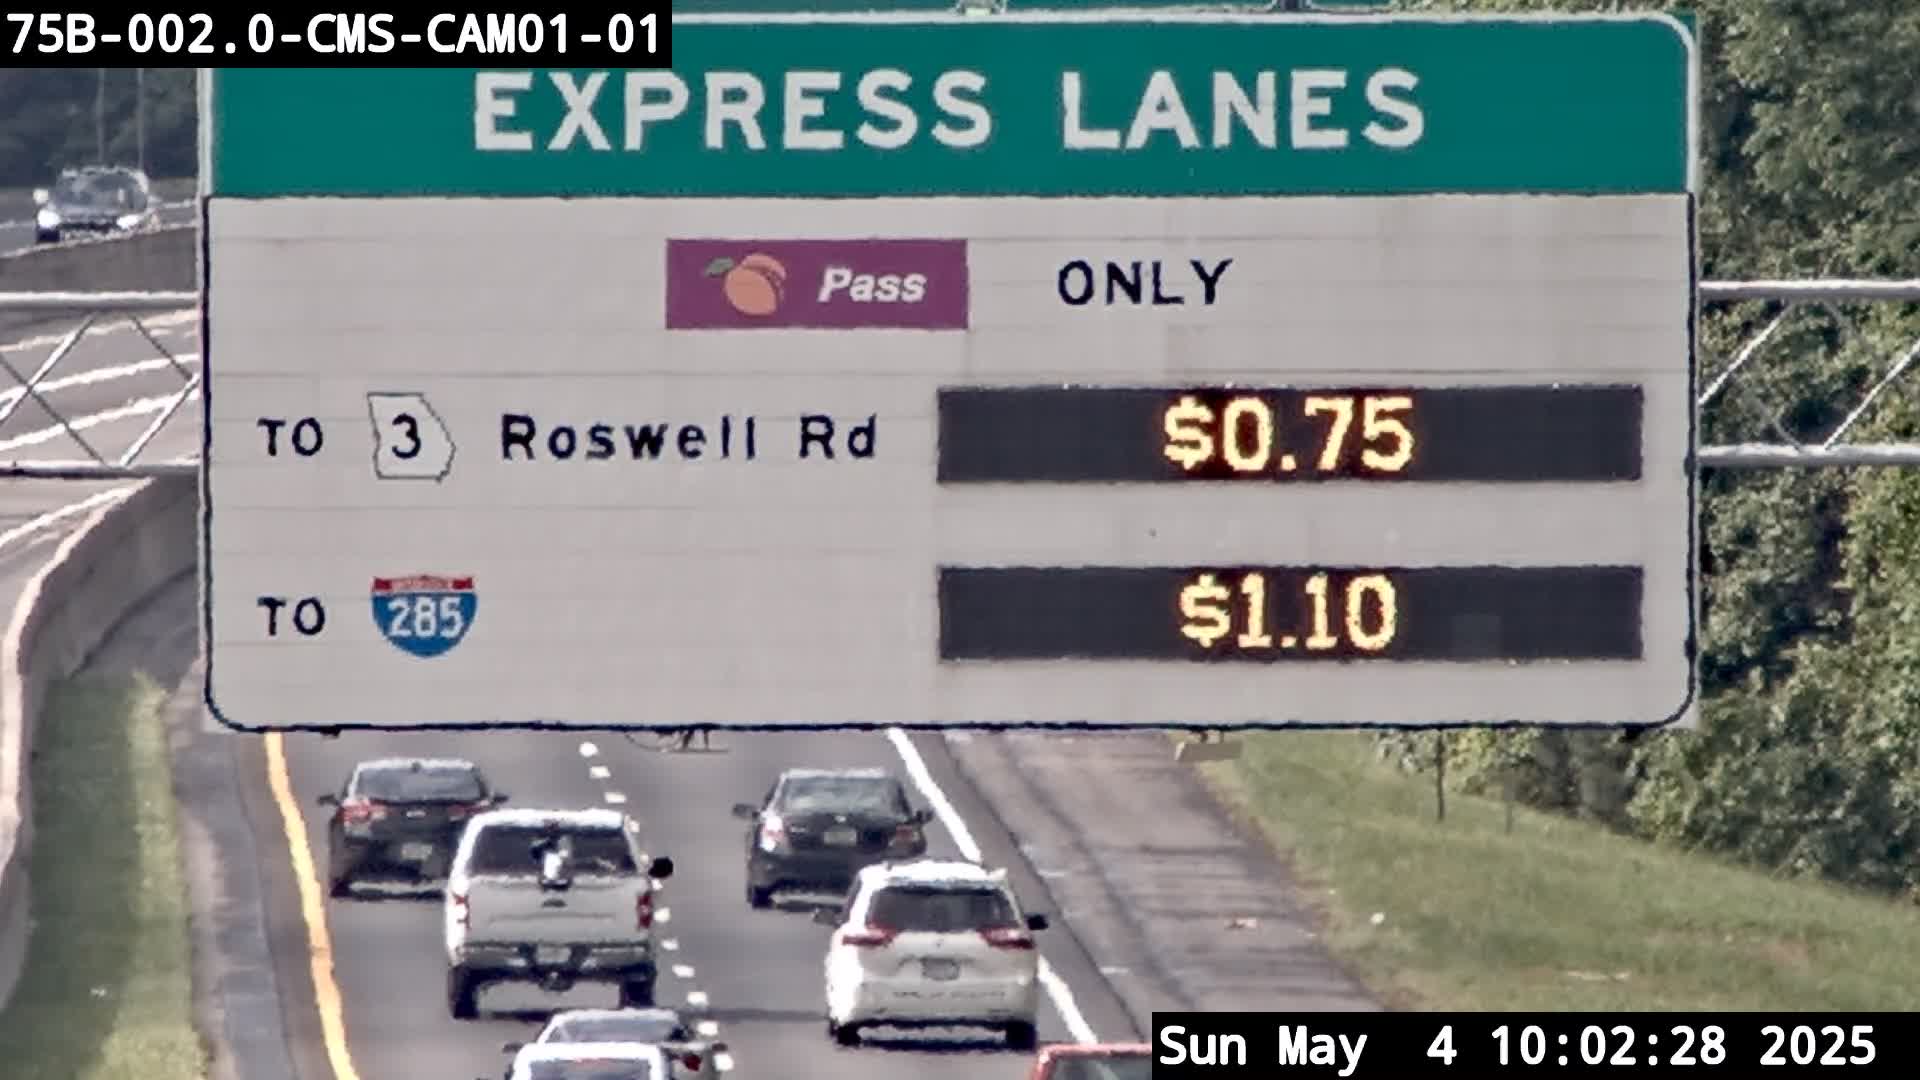 75B-002.0-CMS-CAM01-01
EXPRESS LANES
Pass ONLY
TO 3 Roswell Rd $0.75
TO 285 $1.10
Sun May 4 10:02:28 2025